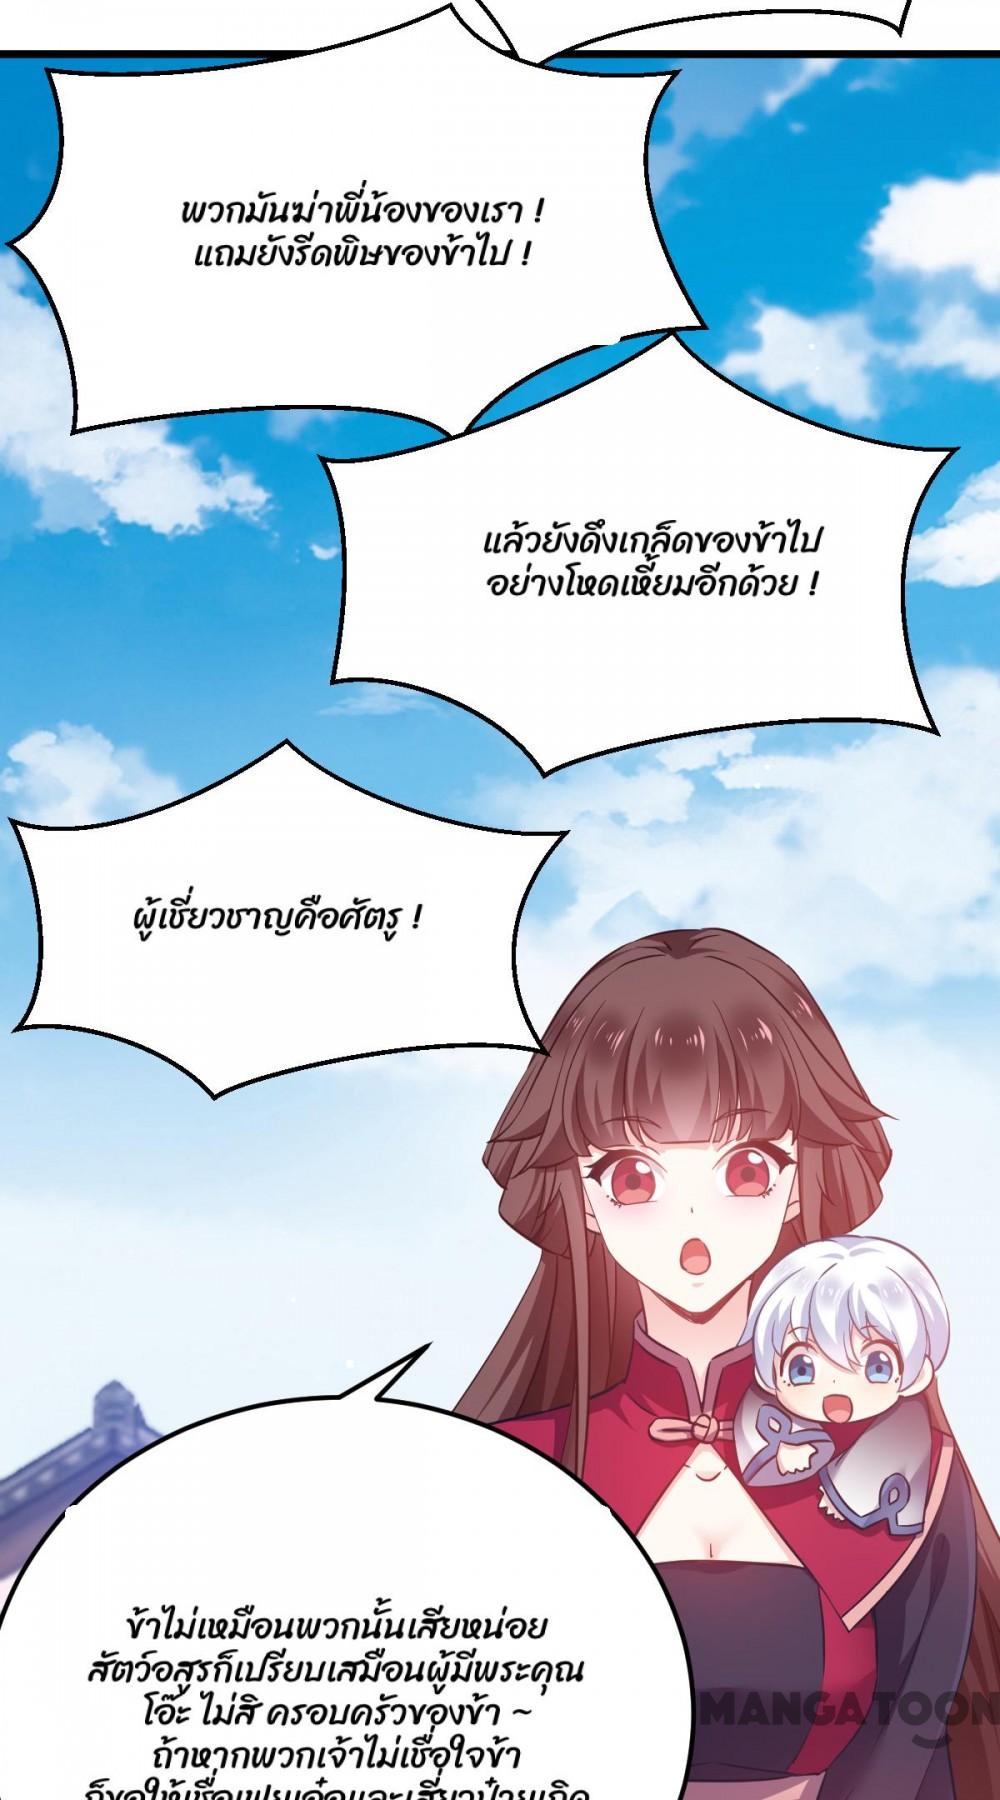 พวกมันฆ่าพี่น้องของเรา !
แถมยังรีดพิษของข้าไป !
แล้วยังดึงเกล็ดของข้าไป
อย่างโหดเหี้ยมอีกด้วย !
ผู้เชี่ยวชาญคือศัตรู !
ข้าไม่เหมือนพวกนั้นเสียหน่อย
สัตว์อสูรก็เปรียบเสมือนผู้มีพระคุณ
โอ๊ะ ไม่สิ ครอบครัวของข้า ~
ถ้าหากพวกเจ้าไม่เชื่อใจข้า
MANGATOON